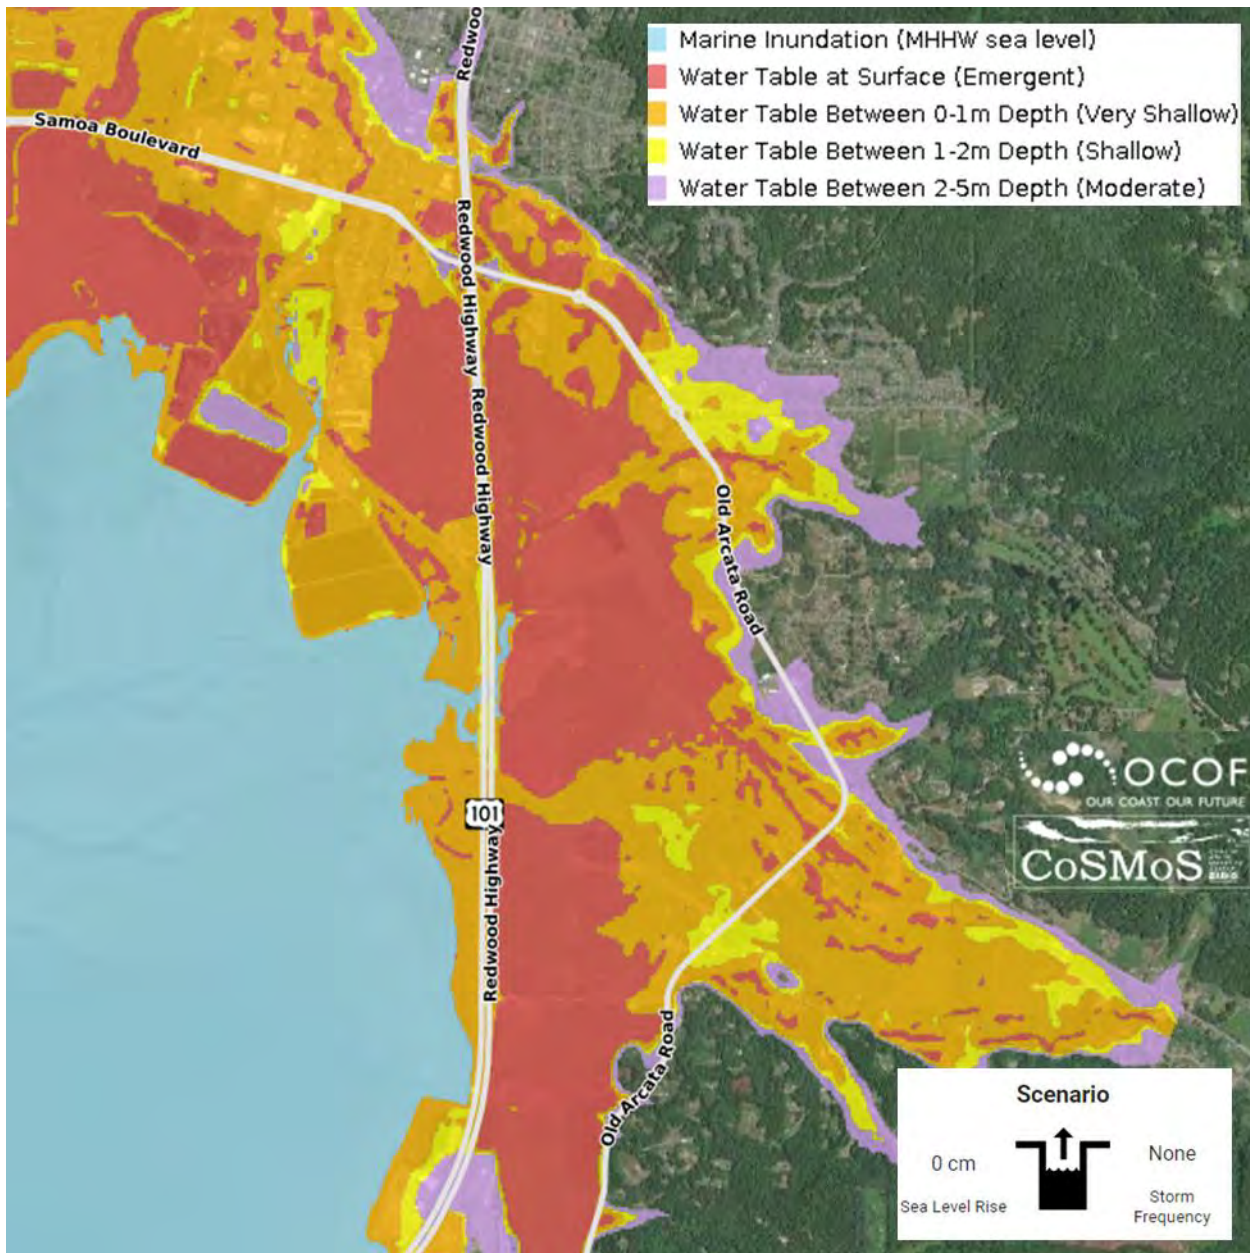 Redwoo
Marine Inundation (MHHW sea level)
Water Table at Surface (Emergent)
Water Table Between 0-1m Depth (Very Shallow)
Water Table Between 1-2m Depth (Shallow)
Water Table Between 2-5m Depth (Moderate)
Samoa Boulevard
Redwood Highway
Redwood Highway
Old Arcata Road
OCOF
OUR COAST OUR FUTURE
101
CoSMoS
Redwood Highway
Old Arcata Road
Scenario
0 cm
None
Sea Level Rise
Storm
Frequency